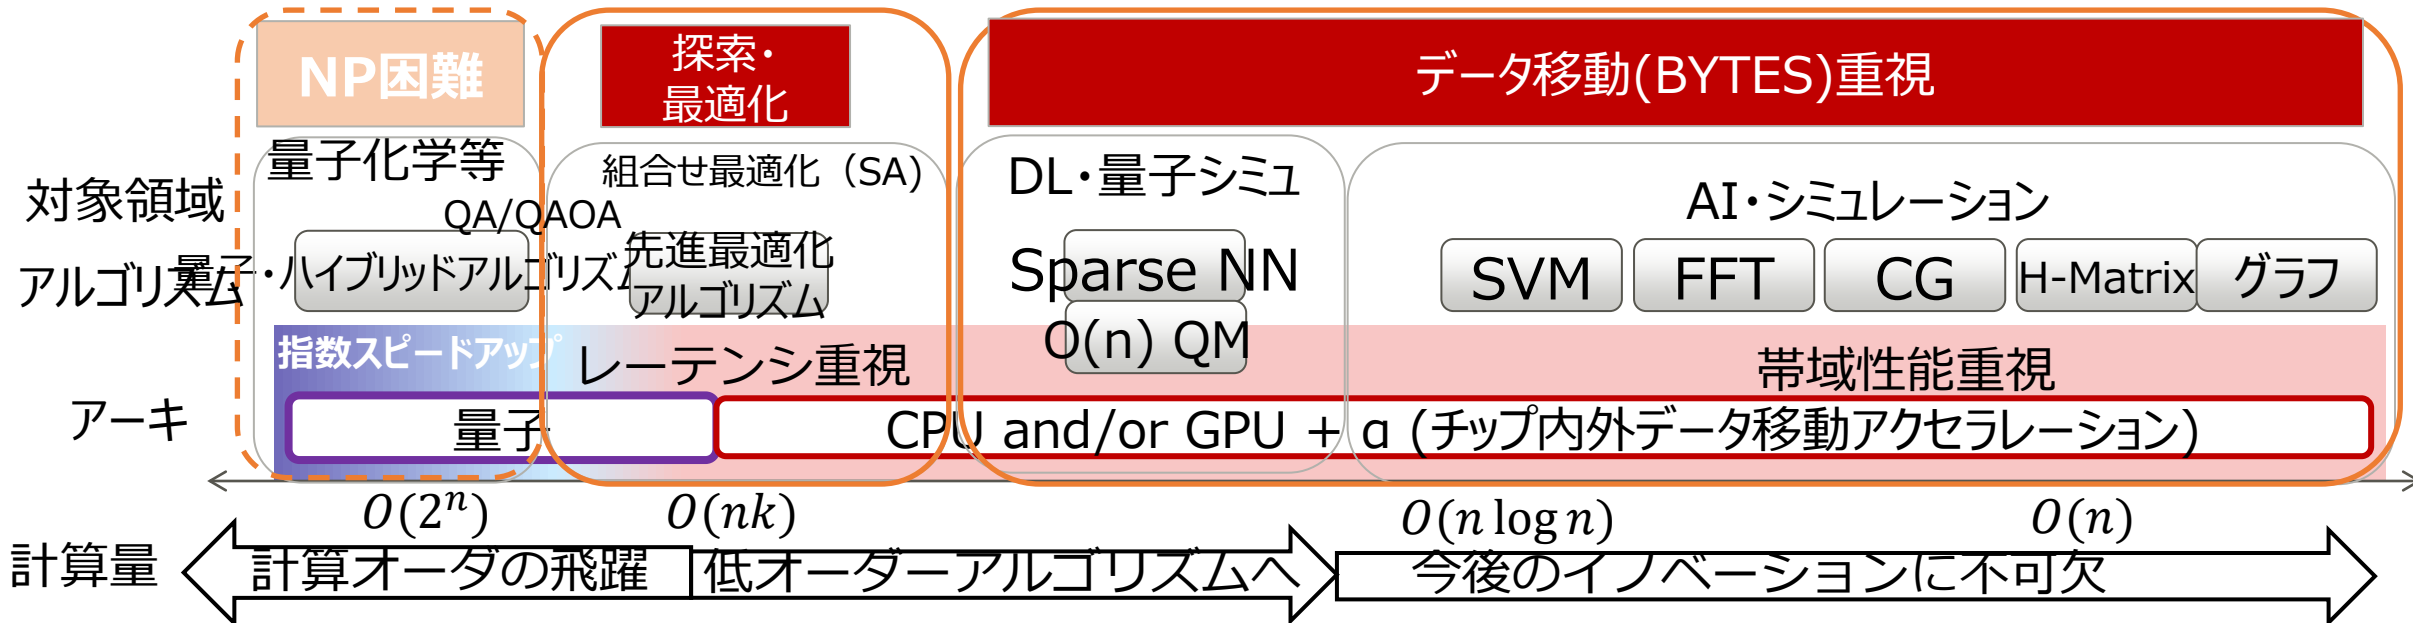 NP困難
探索・
最適化
データ移動(BYTES)重視
対象領域
量子化学等
組合せ最適化（SA）
QA/QAOA
DL・量子シミュ
AI・シミュレーション
アルゴリズム
量子・ハイブリッドアルゴリズム
先進最適化
アルゴリズム
Sparse NN
O(n) QM
SVM
FFT
CG
H-Matrix
グラフ
指数スピードアップ
レーテンシ重視
帯域性能重視
アーキ
量子
CPU and/or GPU + α (チップ内外データ移動アクセラレーション)
O(2^n)
O(nk)
O(n log n)
O(n)
計算量
計算オーダの飛躍
低オーダーアルゴリズムへ
今後のイノベーションに不可欠